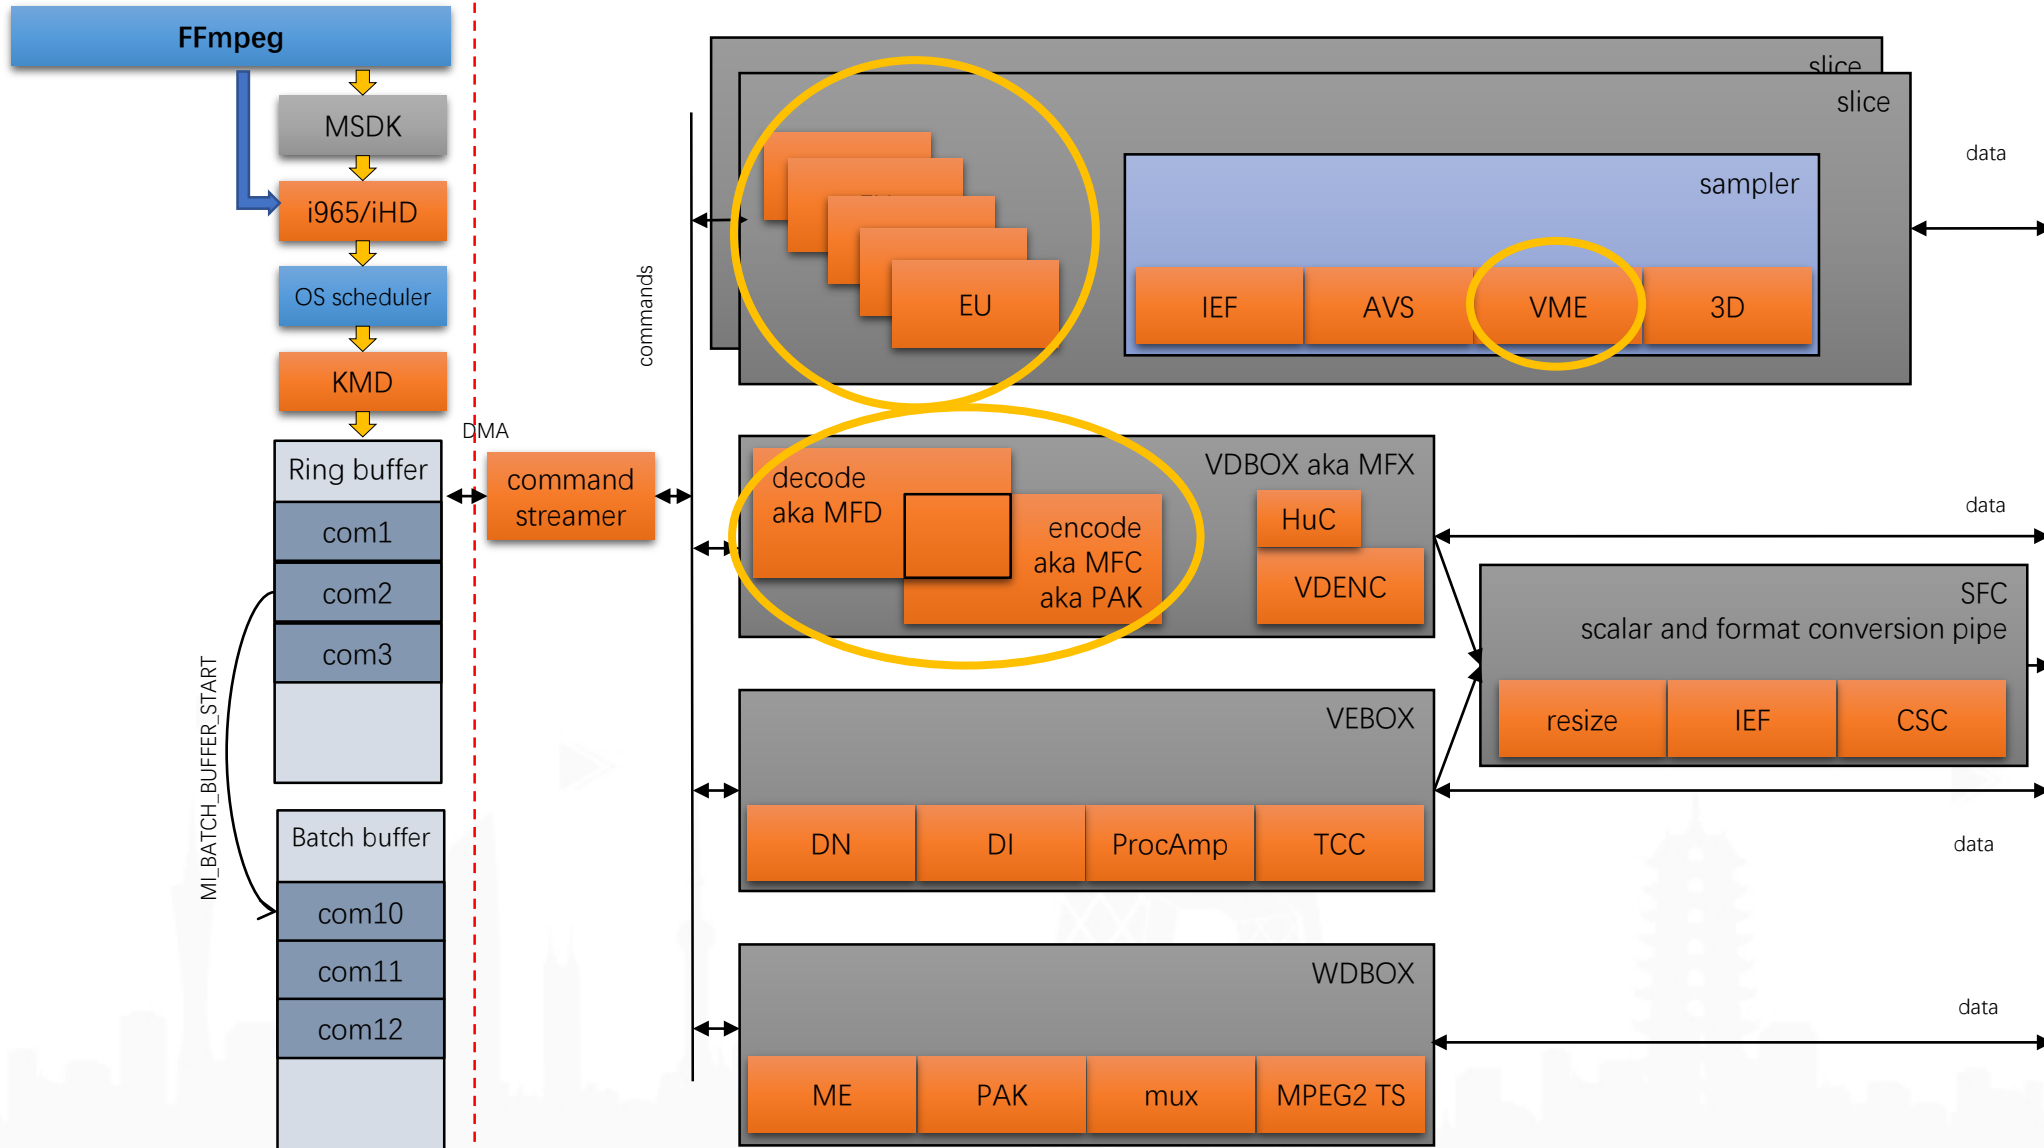 FFmpeg
MSDK
i965/iHD
OS scheduler
KMD
Ring buffer
com1
com2
com3
MI_BATCH_BUFFER_START
Batch buffer
com10
com11
com12
DMA
command
streamer
commands
slice
slice
EU
sampler
IEF
AVS
VME
3D
data
VDBOX aka MFX
decode
aka MFD
encode
aka MFC
aka PAK
HuC
VDENC
data
SFC
scalar and format conversion pipe
resize
IEF
CSC
VEBOX
DN
DI
ProcAmp
TCC
data
WDBOX
ME
PAK
mux
MPEG2 TS
data